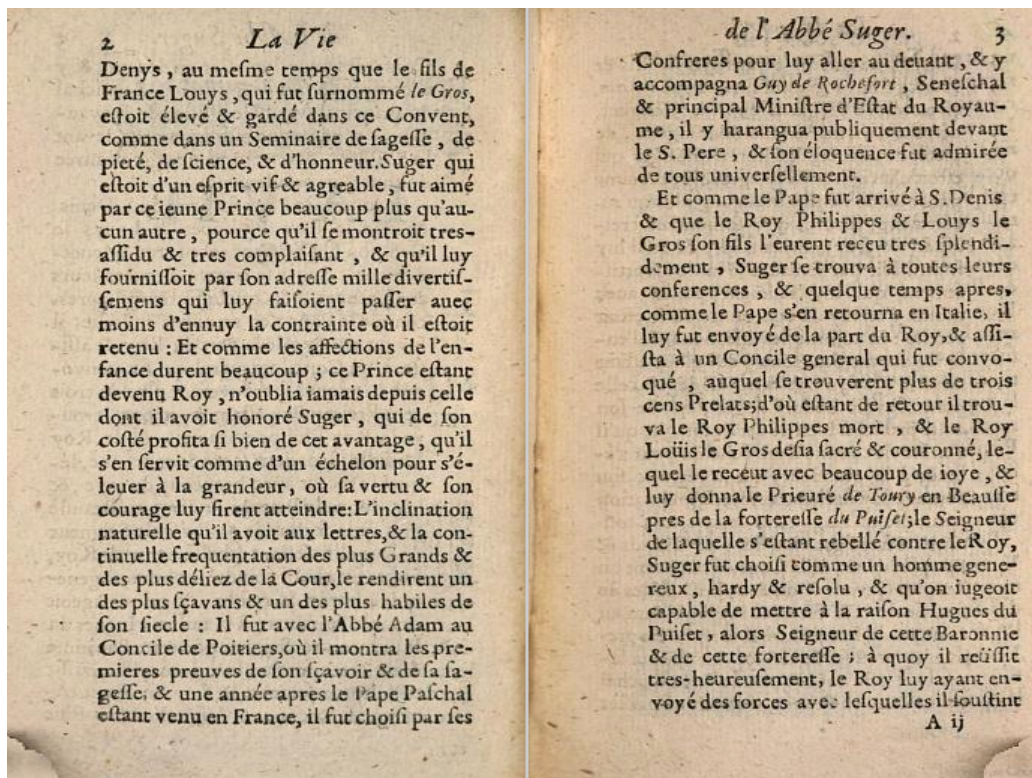 2 La Vie
Denys, au meſme temps que le fils de
France Louys, qui fut ſurnommé le Gros,
eſtoit élevé & gardé dans ce Convent,
comme dans un Seminaire de ſageſſe, de
pieté, de ſcience, & d'honneur. Suger qui
eſtoit d'un eſprit vif & agreable, fut aimé
par ce ieune Prince beaucoup plus qu'au-
cun autre, pource qu'il ſe montroit tres-
aſſidu & tres complaiſant, & qu'il luy
fourniſſoit par ſon adreſſe mille divertiſ-
ſemens qui luy faiſoient paſſer auec
moins d'ennuy la contrainte où il eſtoit
retenu : Et comme les affections de l'en-
fance durent beaucoup ; ce Prince eſtant
devenu Roy, n'oublia iamais depuis celle
dont il avoit honoré Suger, qui de ſon
coſté profita ſi bien de cet avantage, qu'il
s'en ſervit comme d'un échelon pour s'é-
leuer à la grandeur, où ſa vertu & ſon
courage luy firent atteindre: L'inclination
naturelle qu'il avoit aux lettres, & la con-
tinuelle frequentation des plus Grands &
des plus déliez de la Cour, le rendirent un
des plus ſçavans & un des plus habiles de
ſon ſiecle : Il fut avec l'Abbé Adam au
Concile de Poitiers, où il montra les pre-
mieres preuves de ſon ſçavoir & de ſa ſa-
geſſe, & une année apres le Pape Paſchal
eſtant venu en France, il fut choiſi par ſes
de l'Abbé Suger. 3
Confreres pour luy aller au deuant, & y
accompagna Guy de Rochefort, Seneſchal
& principal Miniſtre d'Eſtat du Royau-
me, il y harangua publiquement devant
le S. Pere, & ſon éloquence fut admirée
de tous univerſellement.
Et comme le Pape fut arrivé à S. Denis
& que le Roy Philippes & Louys le
Gros ſon fils l'eurent receu tres ſplendi-
dement, Suger ſe trouva à toutes leurs
conferences, & quelque temps apres,
comme le Pape s'en retourna en Italie, il
luy fut envoyé de la part du Roy, & aſſi-
ſta à un Concile general qui fut convo-
qué, auquel ſe trouverent plus de trois
cens Prelats; d'où eſtant de retour il trou-
va le Roy Philippes mort, & le Roy
Loüis le Gros deſia ſacré & couronné, le-
quel le receut avec beaucoup de ioye, &
luy donna le Prieuré de Toury en Beauſſe
pres de la fortereſſe du Puiſet; le Seigneur
de laquelle s'eſtant rebellé contre le Roy,
Suger fut choiſi comme un homme gene-
reux, hardy & reſolu, & qu'on iugeoit
capable de mettre à la raiſon Hugues du
Puiſet, alors Seigneur de cette Baronnie
& de cette fortereſſe ; à quoy il reüſſit
tres-heureuſement, le Roy luy ayant en-
voyé des forces avec leſquelles il ſouſtint
A ij